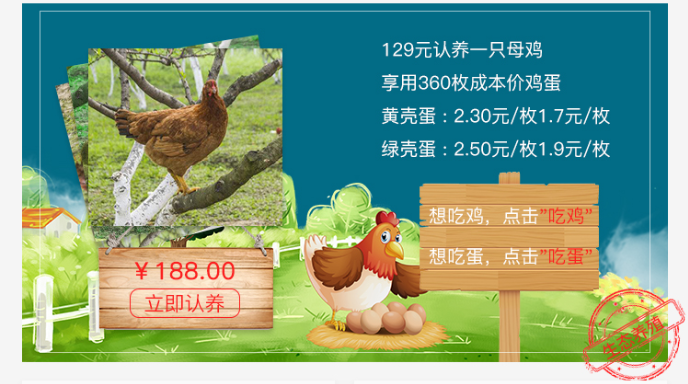 129元认养一只母鸡
享用360枚成本价鸡蛋
黄壳蛋：2.30元/枚1.7元/枚
绿壳蛋：2.50元/枚1.9元/枚
想吃鸡，点击”吃鸡”
想吃蛋，点击”吃蛋”
￥188.00
立即认养
生态养殖